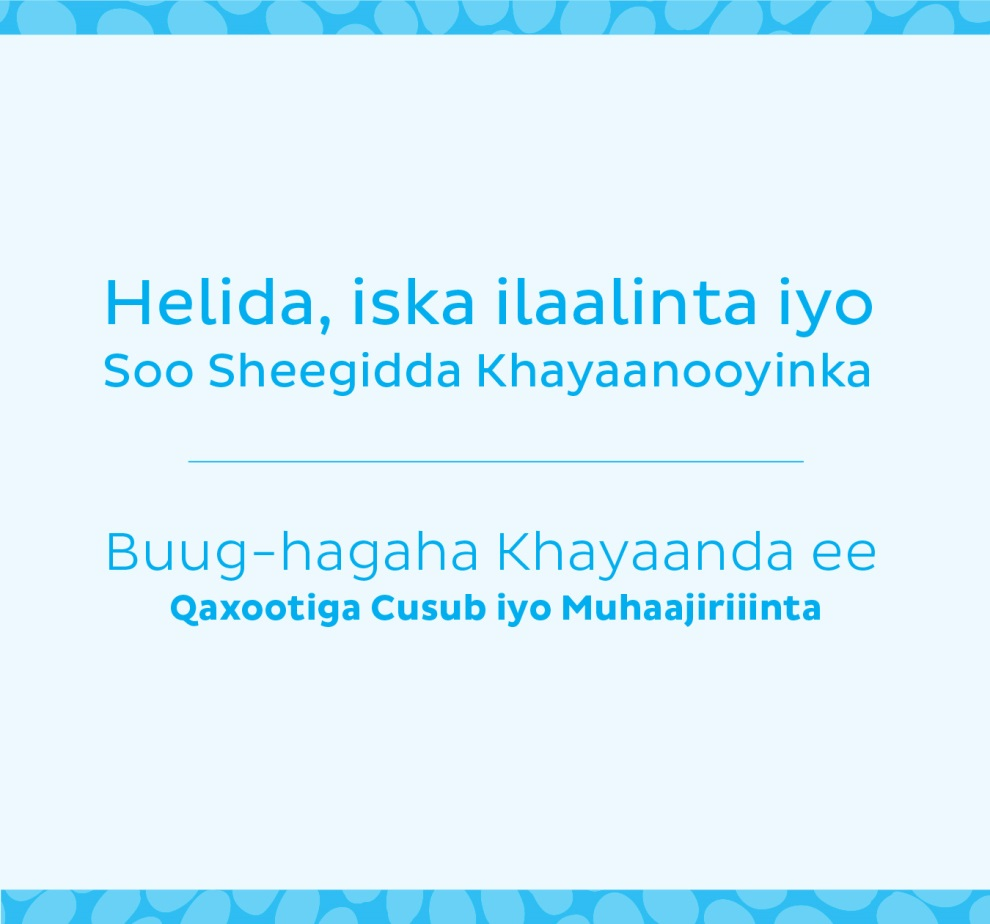 Helida, iska ilaalinta iyo
Soo Sheegidda Khayaanooyinka
Buug-hagaha Khayaanda ee
Qaxootiga Cusub iyo Muhaajiriiinta